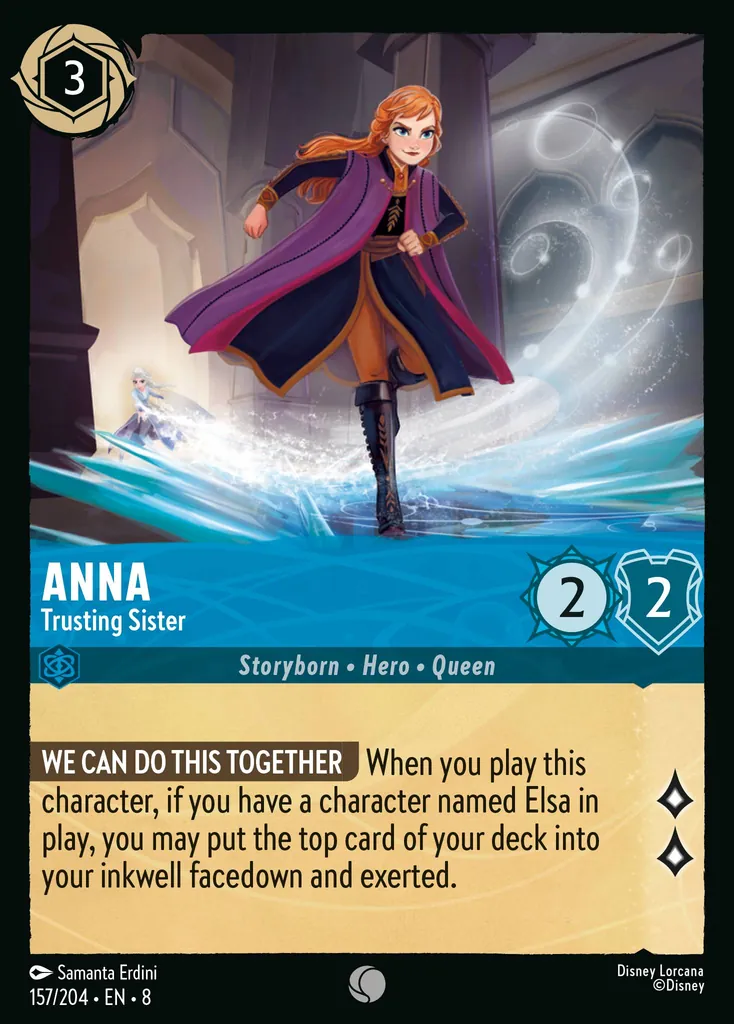 3
ANNA
Trusting Sister
2
2
Storyborn • Hero • Queen
WE CAN DO THIS TOGETHER When you play this
character, if you have a character named Elsa in
play, you may put the top card of your deck into
your inkwell facedown and exerted.
Samanta Erdini
157/204 • EN • 8
Disney Lorcana
©Disney